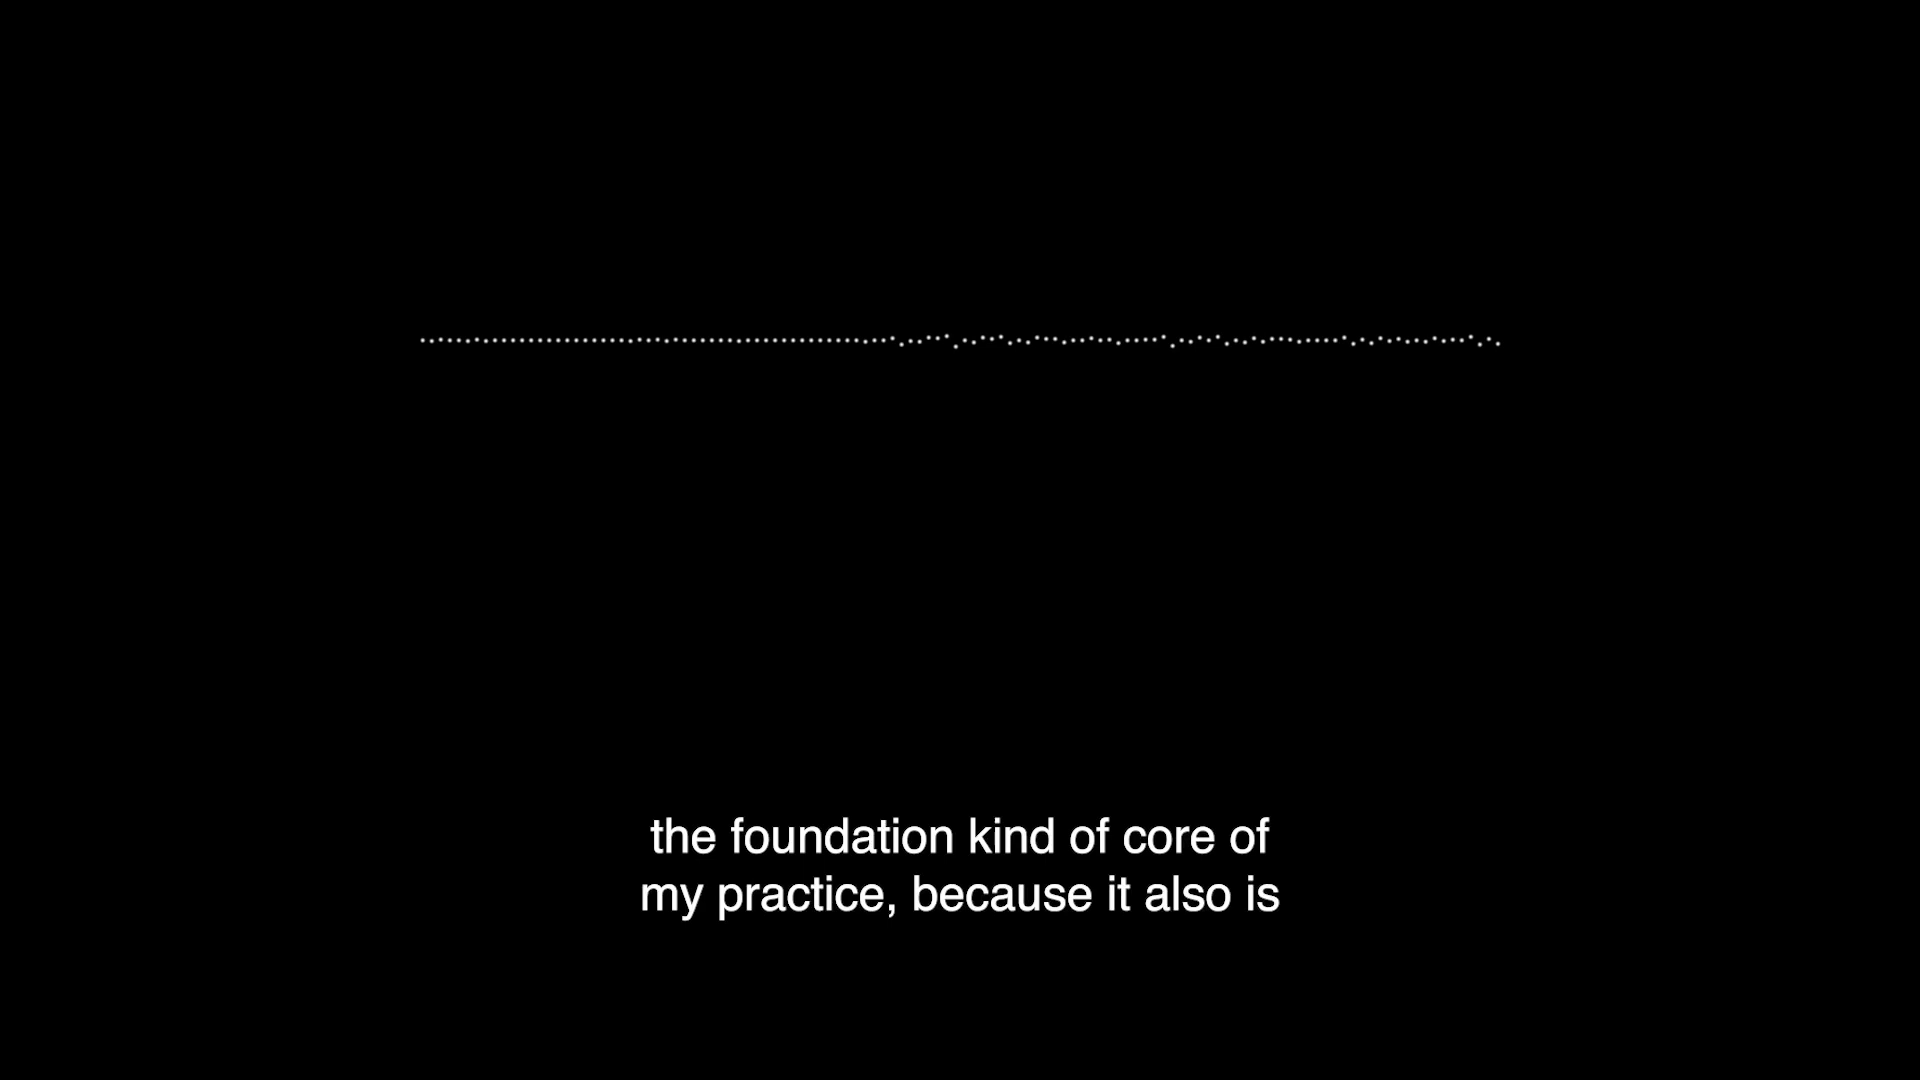 the foundation kind of core of
my practice, because it also is